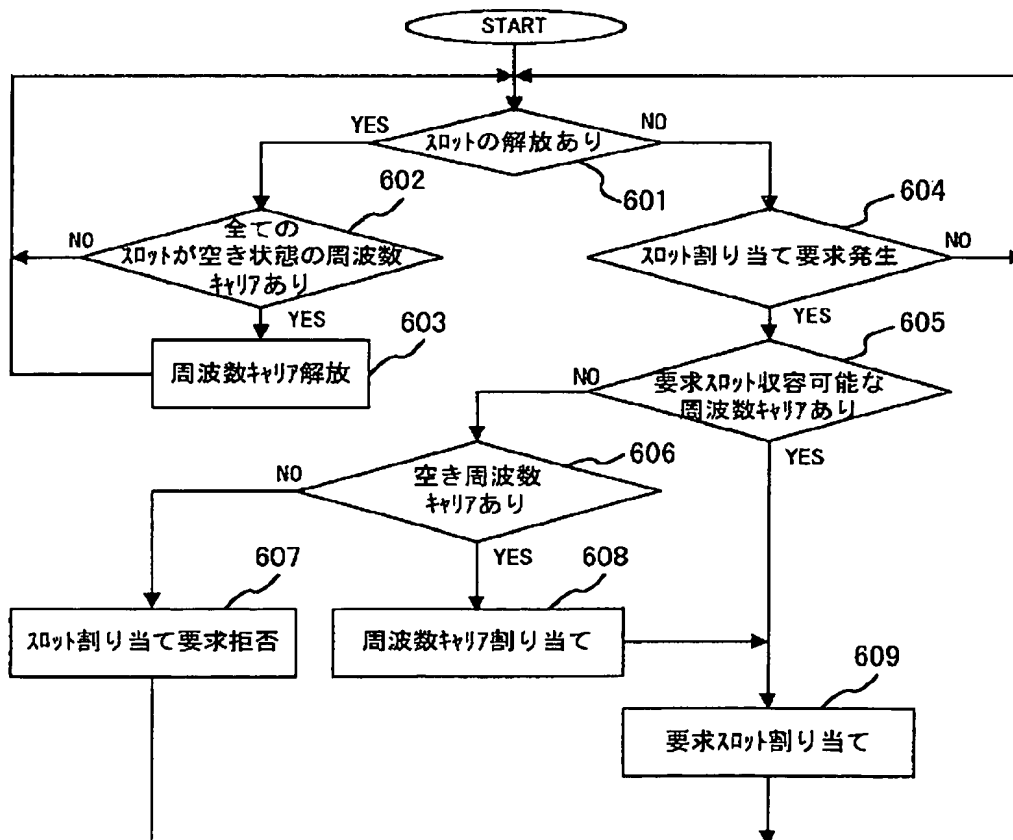 START
YES
NO
ｽﾛｯﾄの解放あり
601
602
604
NO
全ての
ｽﾛｯﾄが空き状態の周波数
ｷｬﾘｱあり
YES
ｽﾛｯﾄ割り当て要求発生
NO
YES
603
周波数ｷｬﾘｱ解放
605
NO
要求ｽﾛｯﾄ収容可能な
周波数ｷｬﾘｱあり
YES
606
NO
空き周波数
ｷｬﾘｱあり
YES
607
ｽﾛｯﾄ割り当て要求拒否
608
周波数ｷｬﾘｱ割り当て
609
要求ｽﾛｯﾄ割り当て